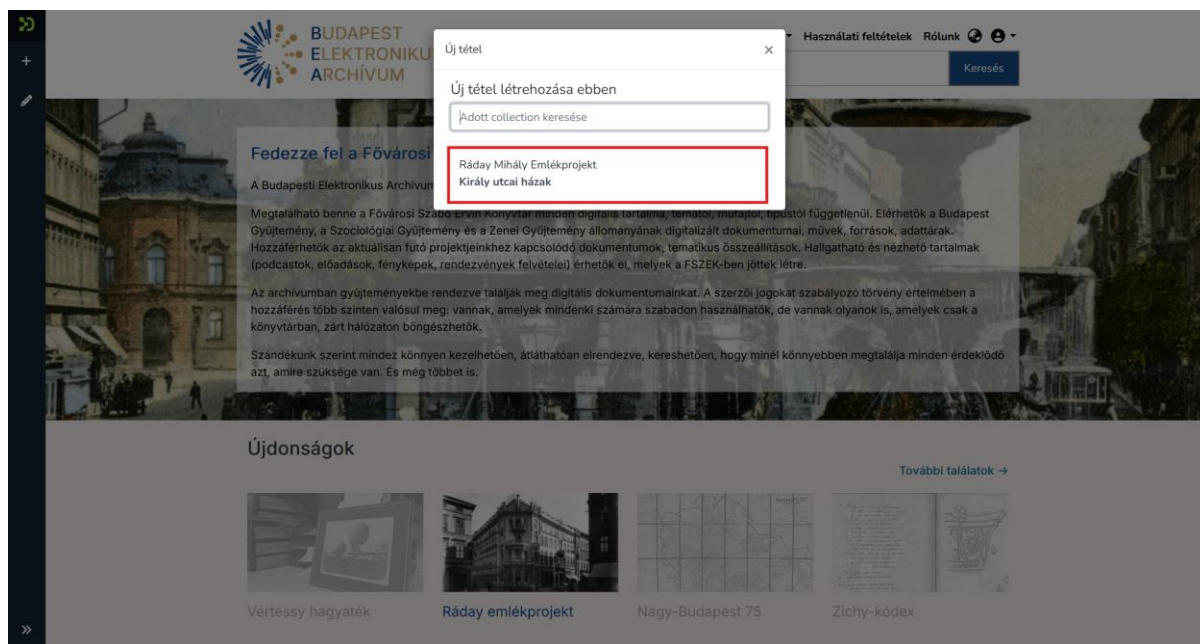 BUDAPEST
ELEKTRONIKU
ARCHÍVUM
Használati feltételek Rólunk
Keresés
Új tétel ×
Új tétel létrehozása ebben
Adott collection keresése
Ráday Mihály Emlékprojekt
Király utcai házak
Fedezze fel a Fővárosi
A Budapesti Elektronikus Archívum
Megtalálható benne a Fővárosi Szabó Ervin Könyvtár minden digitális tartalma, témától, műfajtól, típustól függetlenül. Elérhetők a Budapest
Gyűjtemény, a Szociológiai Gyűjtemény és a Zenei Gyűjtemény állományának digitalizált dokumentumai, művek, források, adattárak.
Hozzáférhetők az aktuálisan futó projektjeinkhez kapcsolódó dokumentumok, tematikus összeállítások. Hallgatható és nézhető tartalmak
(podcastok, előadások, fényképek, rendezvények felvételei) érhetők el, melyek a FSZEK-ben jöttek létre.
Az archívumban gyűjteményekbe rendezve találják meg digitális dokumentumainkat. A szerzői jogokat szabályozó törvény értelmében a
hozzáférés több szinten valósul meg: vannak, amelyek mindenki számára szabadon használhatók, de vannak olyanok is, amelyek csak a
könyvtárban, zárt hálózaton böngészhetők.
Szándékunk szerint mindez könnyen kezelhetően, átláthatóan elrendezve, kereshetően, hogy minél könnyebben megtalálja minden érdeklődő
azt, amire szüksége van. És még többet is.
Újdonságok
További találatok →
Vértessy hagyaték
Ráday emlékprojekt
Nagy-Budapest 75
Zichy-kódex